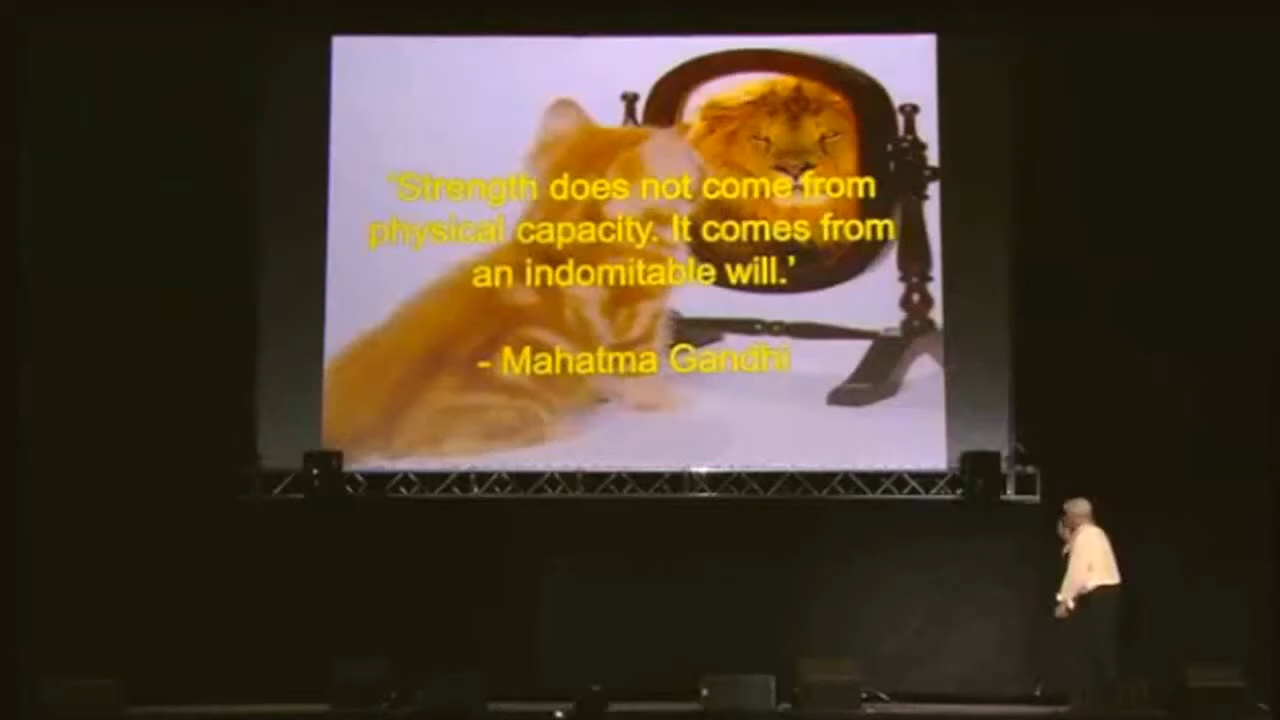 'Strength does not come from
physical capacity. It comes from
an indomitable will.'
- Mahatma Gandhi